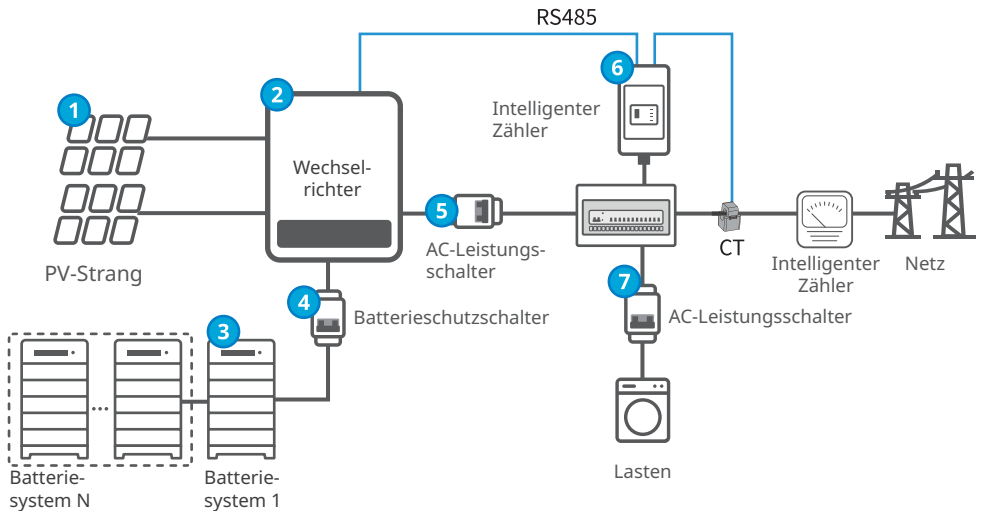 RS485
1
2
6
Intelligenter
Zähler
Wechsel-
richter
5
AC-Leistungs-
schalter
CT
Intelligenter
Zähler
Netz
PV-Strang
4
Batterieschutzschalter
7
AC-Leistungsschalter
3
...
Batterie-
system N
Batterie-
system 1
Lasten